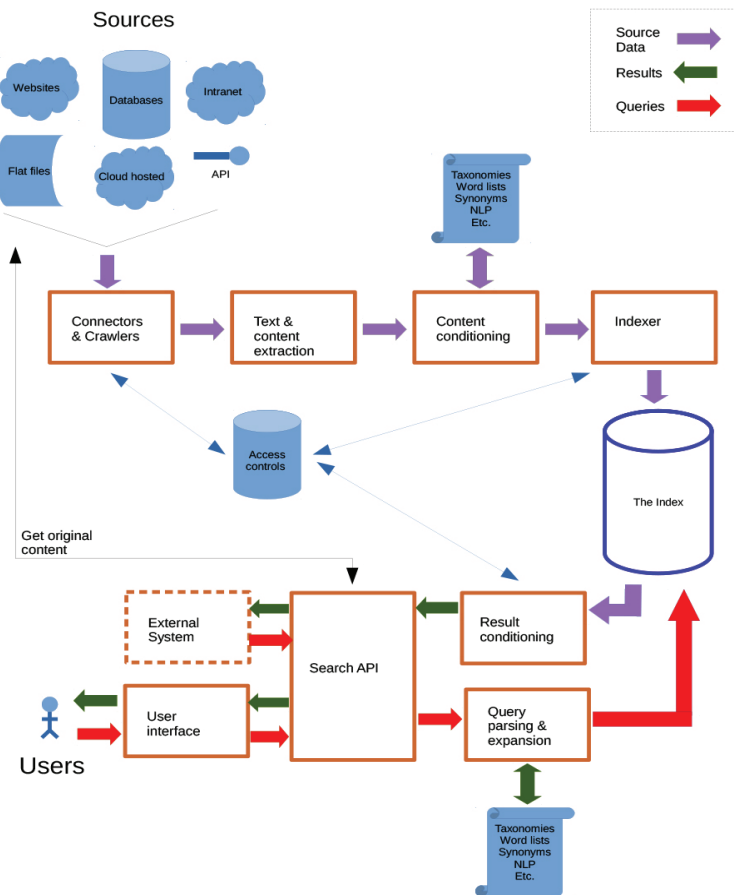 Sources
Source
Data
Results
Queries
Websites
Databases
Intranet
Flat files
Cloud hosted
API
Taxonomies
Word lists
Synonyms
NLP
Etc.
Connectors
& Crawlers
Text &
content
extraction
Content
conditioning
Indexer
Access
controls
The Index
Get original
content
External
System
Search API
Result
conditioning
User
interface
Query
parsing &
expansion
Users
Taxonomies
Word lists
Synonyms
NLP
Etc.